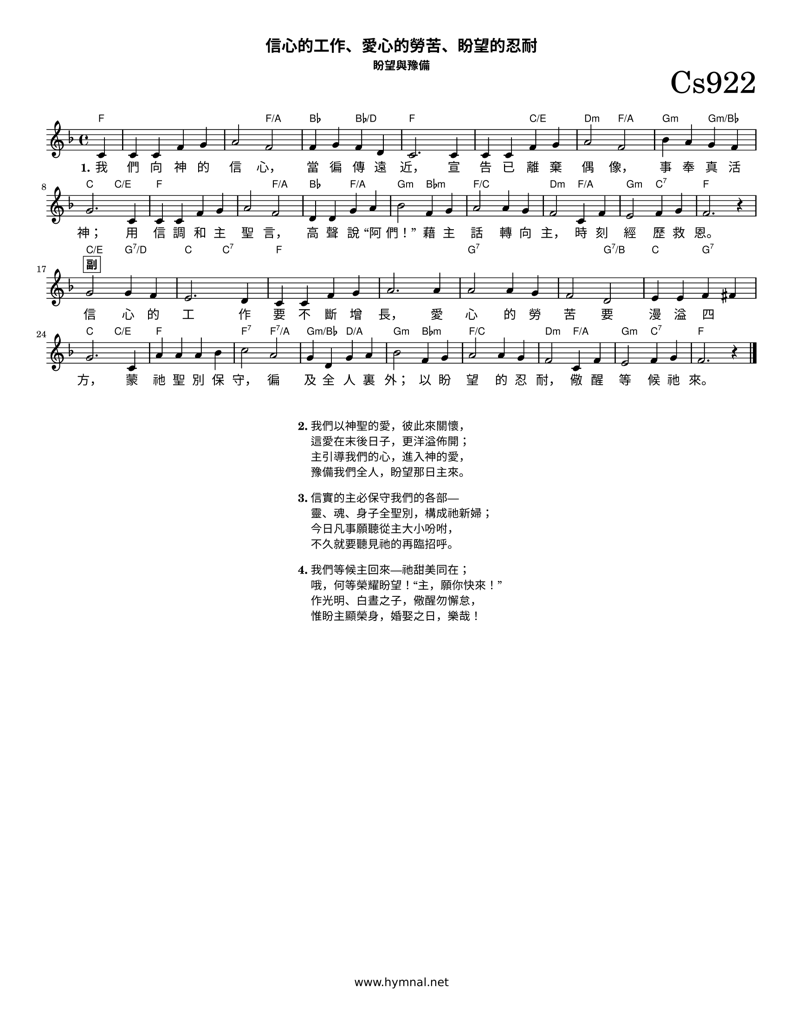 信心的工作、愛心的勞苦、盼望的忍耐
盼望與豫備
Cs922
F F/A B♭ B♭/D F C/E Dm F/A Gm Gm/B♭
1. 我 們 向 神 的 信 心， 當 徧 傳 遠 近， 宣 告 已 離 棄 偶 像， 事 奉 真 活
8 C C/E F F/A B♭ F/A Gm B♭m F/C Dm F/A Gm C7 F
神； 用 信 調 和 主 聖 言， 高 聲 說 “阿 們！” 藉 主 話 轉 向 主， 時 刻 經 歷 救 恩。
C/E G7/D C C7 F G7 G7/B C G7
副
17
信 心 的 工 作 要 不 斷 增 長， 愛 心 的 勞 苦 要 漫 溢 四
24 C C/E F F7 F7/A Gm/B♭ D/A Gm B♭m F/C Dm F/A Gm C7 F
方， 蒙 祂 聖 別 保 守， 徧 及 全 人 裏 外； 以 盼 望 的 忍 耐， 儆 醒 等 候 祂 來。
2. 我們以神聖的愛，彼此來關懷，
這愛在末後日子，更洋溢佈開；
主引導我們的心，進入神的愛，
豫備我們全人，盼望那日主來。
3. 信實的主必保守我們的各部—
靈、魂、身子全聖別，構成祂新婦；
今日凡事願聽從主大小吩咐，
不久就要聽見祂的再臨招呼。
4. 我們等候主回來—祂甜美同在；
哦，何等榮耀盼望！“主，願你快來！”
作光明、白晝之子，儆醒勿懈怠，
惟盼主顯榮身，婚娶之日，樂哉！
www.hymnal.net